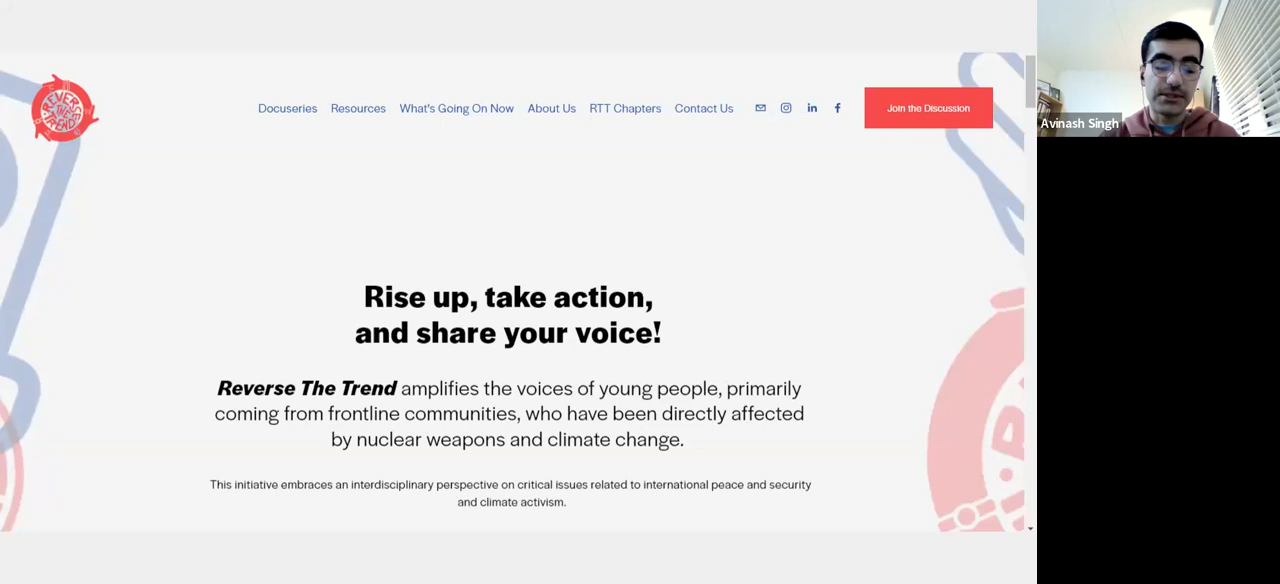 REVERSE
THE
TREND
Docuseries Resources What's Going On Now About Us RTT Chapters Contact Us Join the Discussion
Avinash Singh
Rise up, take action,
and share your voice!
Reverse The Trend amplifies the voices of young people, primarily
coming from frontline communities, who have been directly affected
by nuclear weapons and climate change.
This initiative embraces an interdisciplinary perspective on critical issues related to international peace and security
and climate activism.